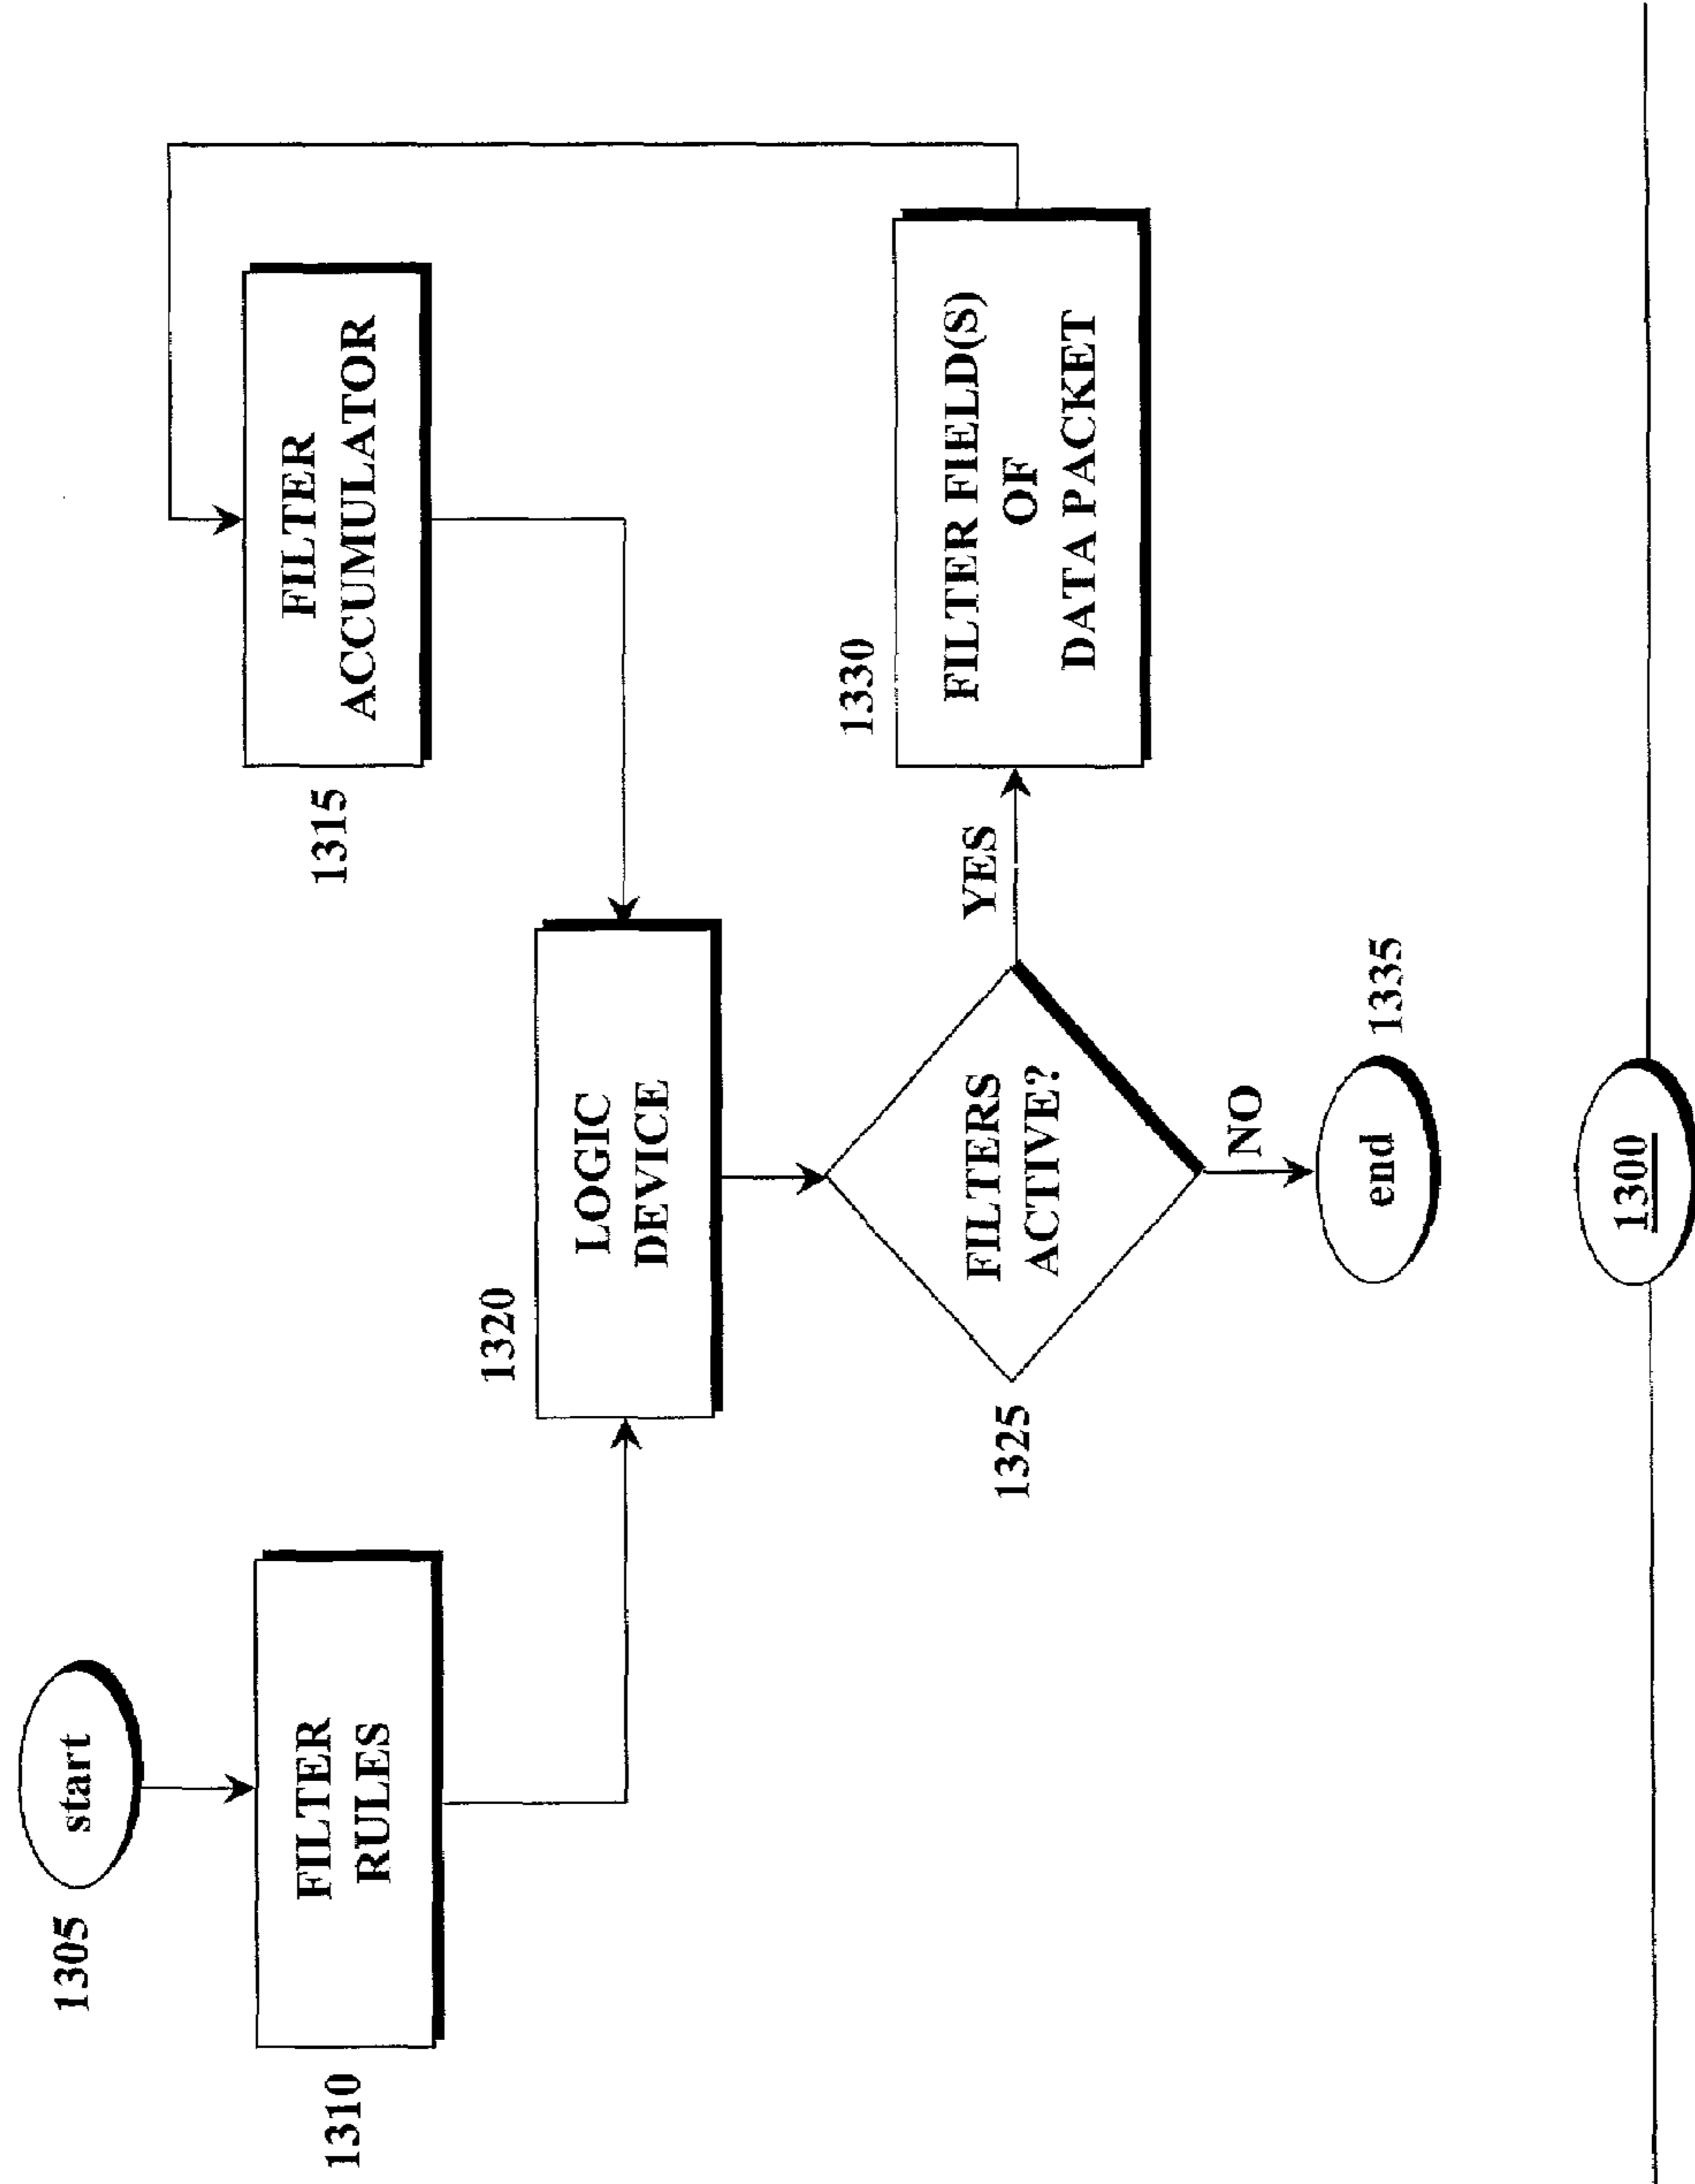 1305
start
1310
FILTER
RULES
1315
FILTER
ACCUMULATOR
1320
LOGIC
DEVICE
1325
FILTERS
ACTIVE?
YES
NO
1330
FILTER FIELD(S)
OF
DATA PACKET
end
1335
1300